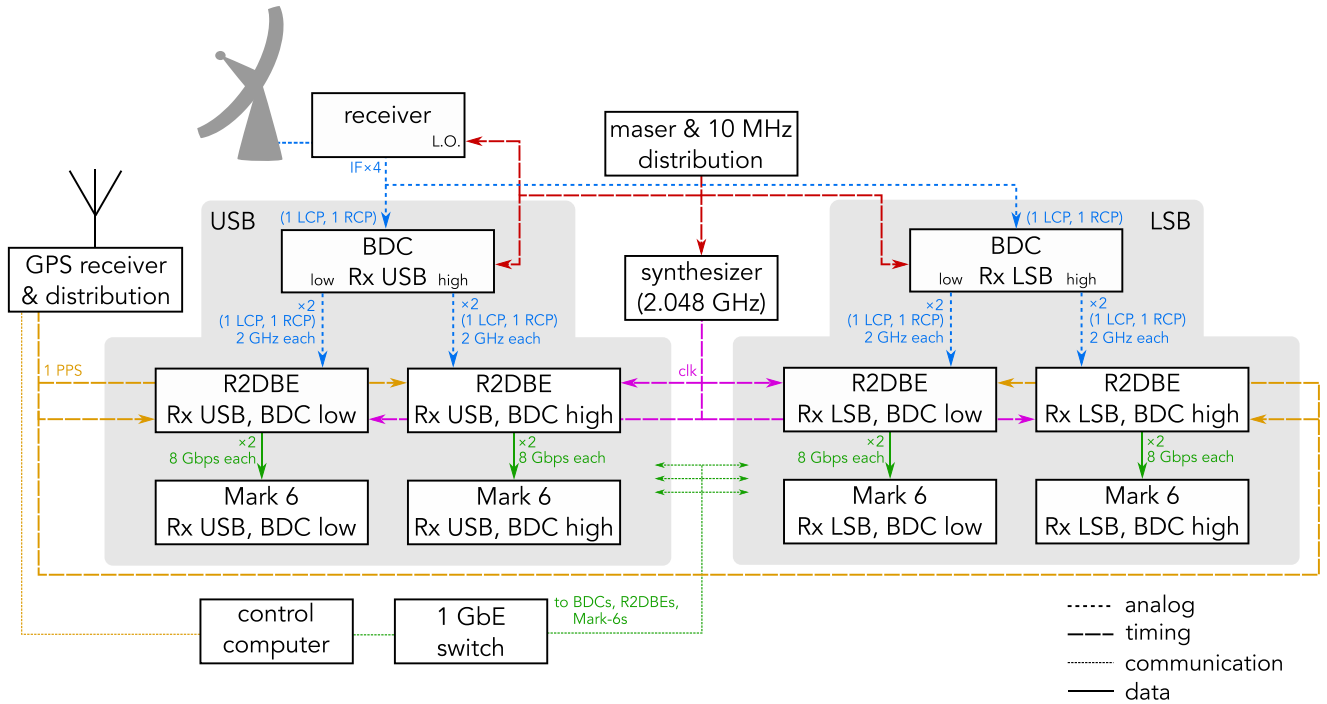 receiver
L.O.
maser & 10 MHz
distribution
IF×4
USB
(1 LCP, 1 RCP)
(1 LCP, 1 RCP)
LSB
BDC
Rx USB
low
high
BDC
Rx LSB
low
high
GPS receiver
& distribution
synthesizer
(2.048 GHz)
×2
(1 LCP, 1 RCP)
2 GHz each
×2
(1 LCP, 1 RCP)
2 GHz each
×2
(1 LCP, 1 RCP)
2 GHz each
×2
(1 LCP, 1 RCP)
2 GHz each
1 PPS
clk
R2DBE
Rx USB, BDC low
R2DBE
Rx USB, BDC high
R2DBE
Rx LSB, BDC low
R2DBE
Rx LSB, BDC high
×2
8 Gbps each
×2
8 Gbps each
×2
8 Gbps each
×2
8 Gbps each
Mark 6
Rx USB, BDC low
Mark 6
Rx USB, BDC high
Mark 6
Rx LSB, BDC low
Mark 6
Rx LSB, BDC high
control
computer
1 GbE
switch
to BDCs, R2DBEs,
Mark-6s
analog
timing
communication
data